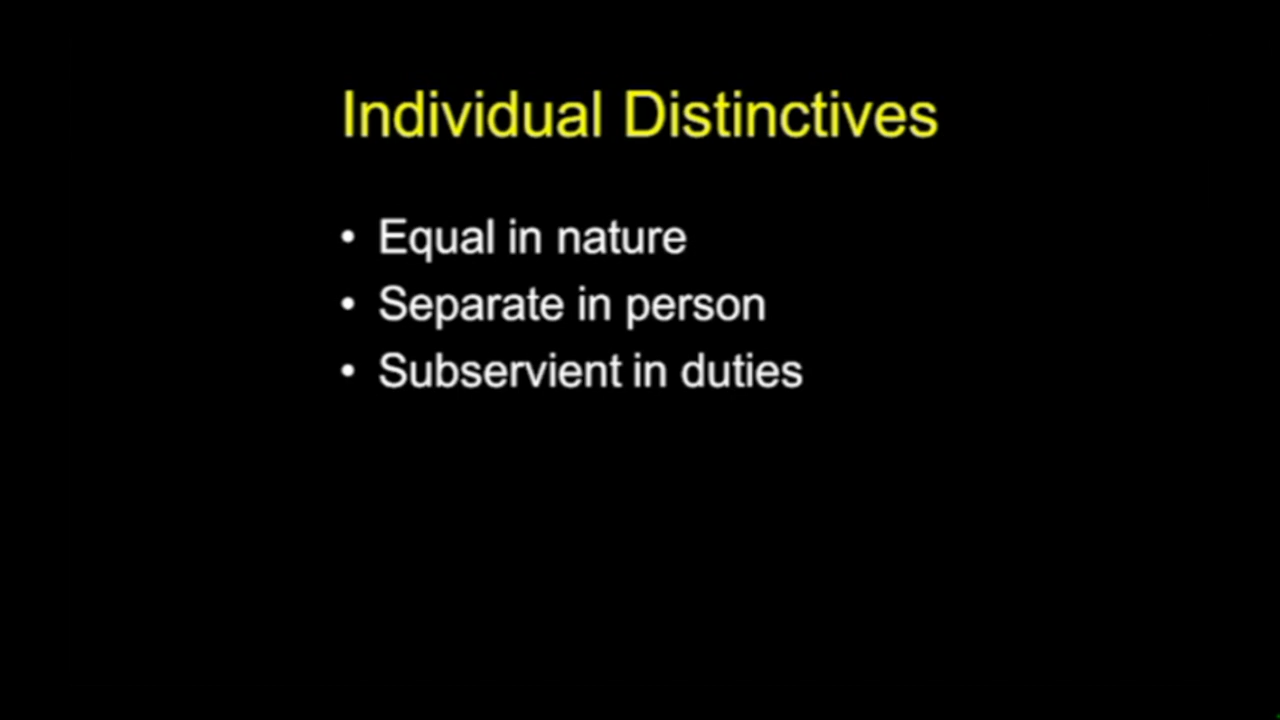 Individual Distinctives
• Equal in nature
• Separate in person
• Subservient in duties